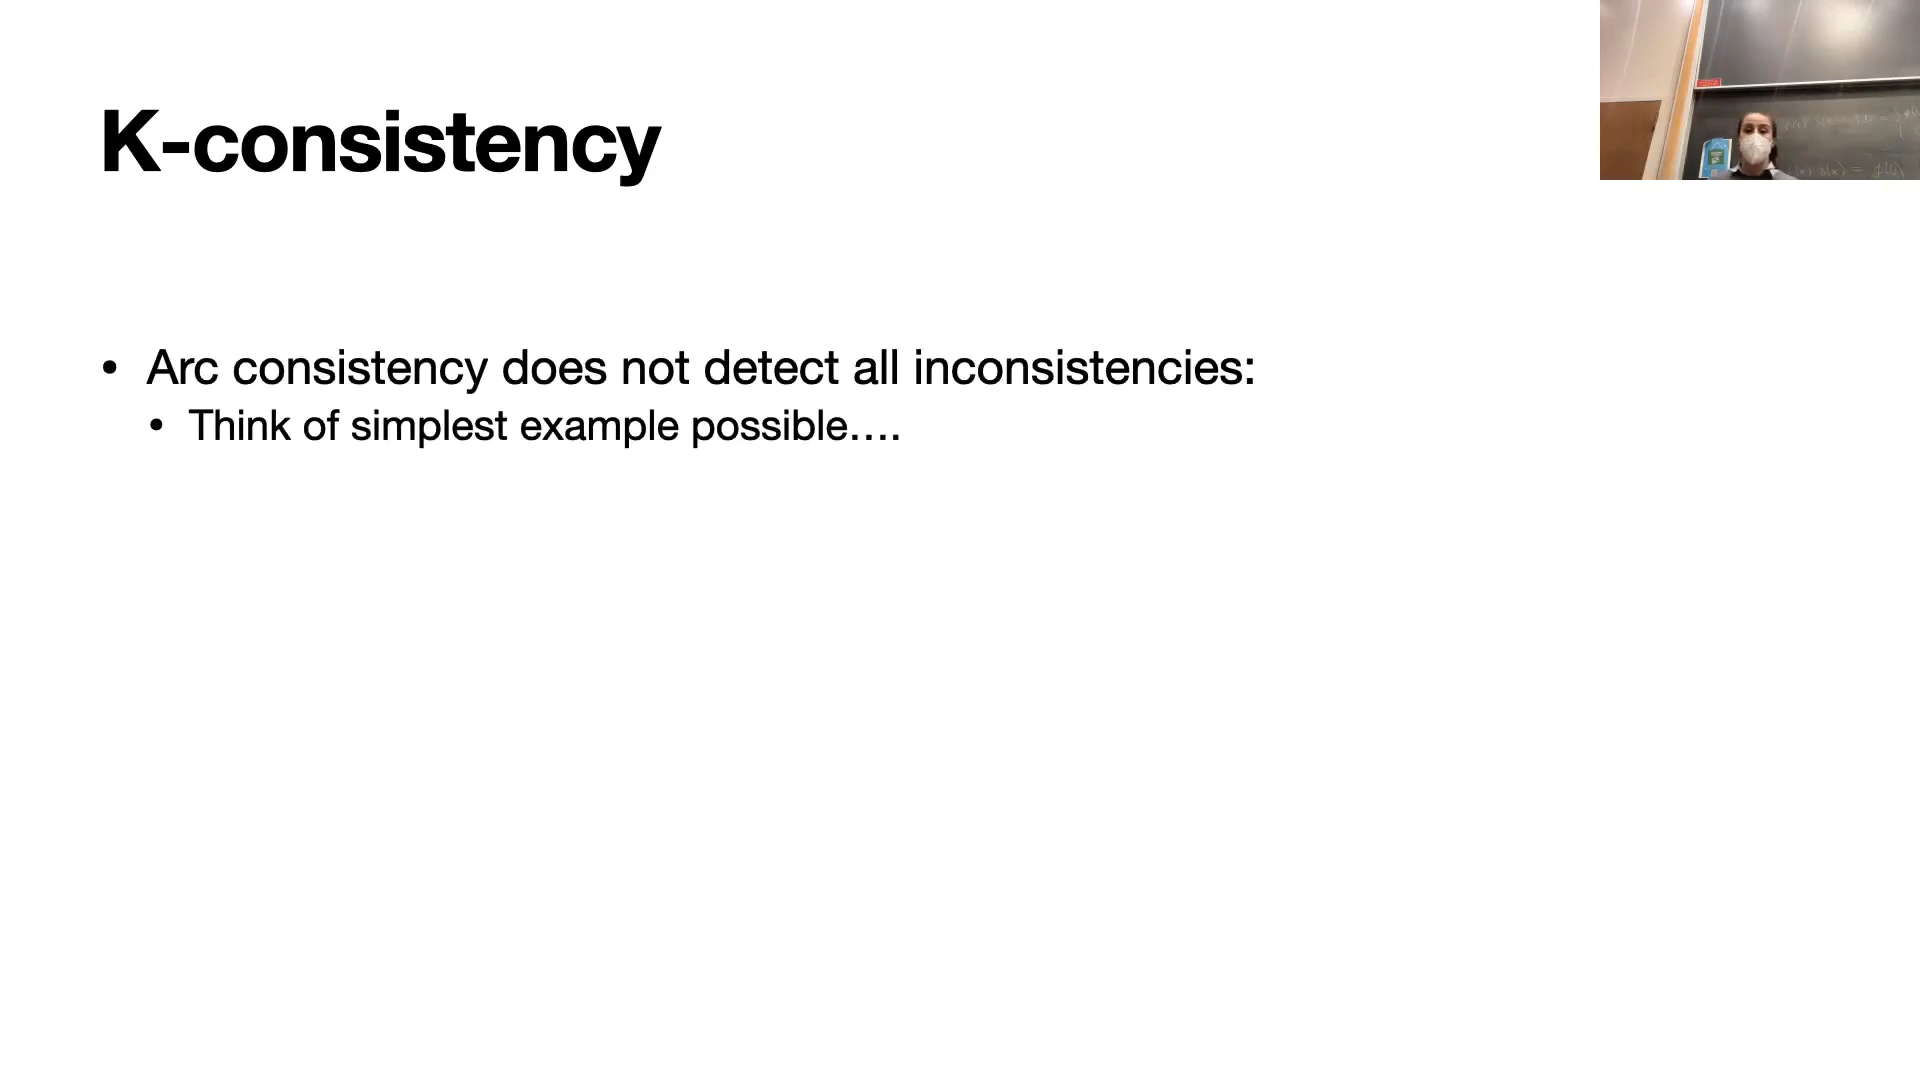 K-consistency
• Arc consistency does not detect all inconsistencies:
• Think of simplest example possible….